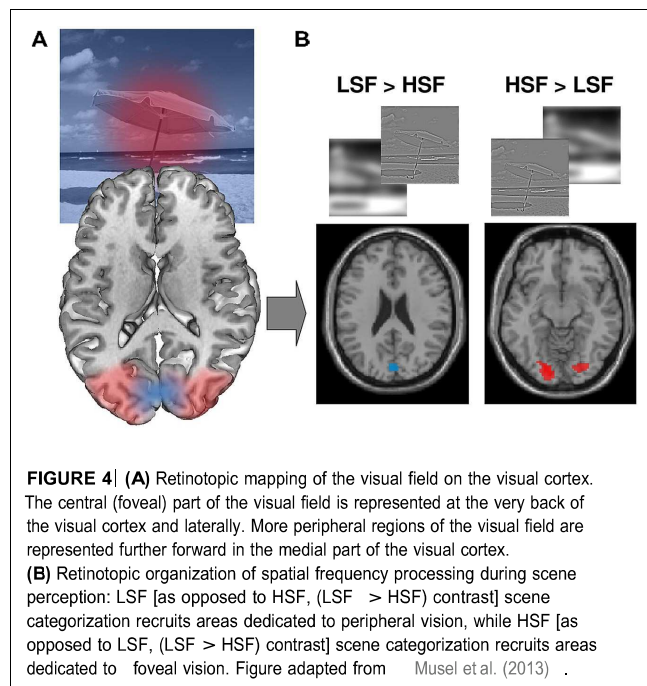 A
B
LSF > HSF
HSF > LSF
FIGURE 4| (A) Retinotopic mapping of the visual field on the visual cortex.
The central (foveal) part of the visual field is represented at the very back of
the visual cortex and laterally. More peripheral regions of the visual field are
represented further forward in the medial part of the visual cortex.
(B) Retinotopic organization of spatial frequency processing during scene
perception: LSF [as opposed to HSF, (LSF > HSF) contrast] scene
categorization recruits areas dedicated to peripheral vision, while HSF [as
opposed to LSF, (LSF > HSF) contrast] scene categorization recruits areas
dedicated to foveal vision. Figure adapted from Musel et al. (2013) .